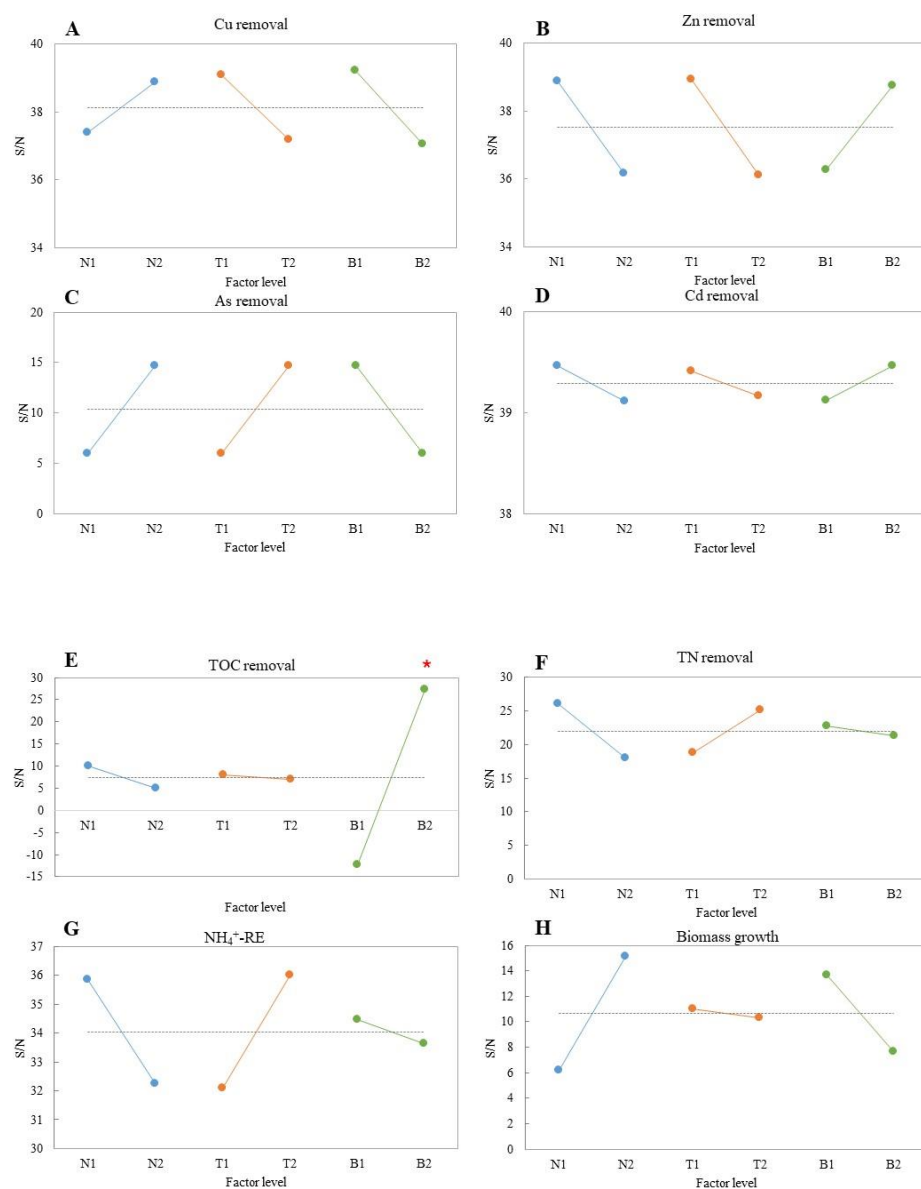 A Cu removal
40
38
36
34
S/N
N1 N2 T1 T2 B1 B2
Factor level
B Zn removal
40
38
36
34
S/N
N1 N2 T1 T2 B1 B2
Factor level
C As removal
20
15
10
5
0
S/N
N1 N2 T1 T2 B1 B2
Factor level
D Cd removal
40
39
38
S/N
N1 N2 T1 T2 B1 B2
Factor level
E TOC removal
*
30
25
20
15
10
5
0
-5
-10
-15
S/N
N1 N2 T1 T2 B1 B2
Factor level
F TN removal
30
25
20
15
10
5
0
S/N
N1 N2 T1 T2 B1 B2
Factor level
G NH₄⁺-RE
37
36
35
34
33
32
31
30
S/N
N1 N2 T1 T2 B1 B2
Factor level
H Biomass growth
16
14
12
10
8
6
4
2
0
S/N
N1 N2 T1 T2 B1 B2
Factor level